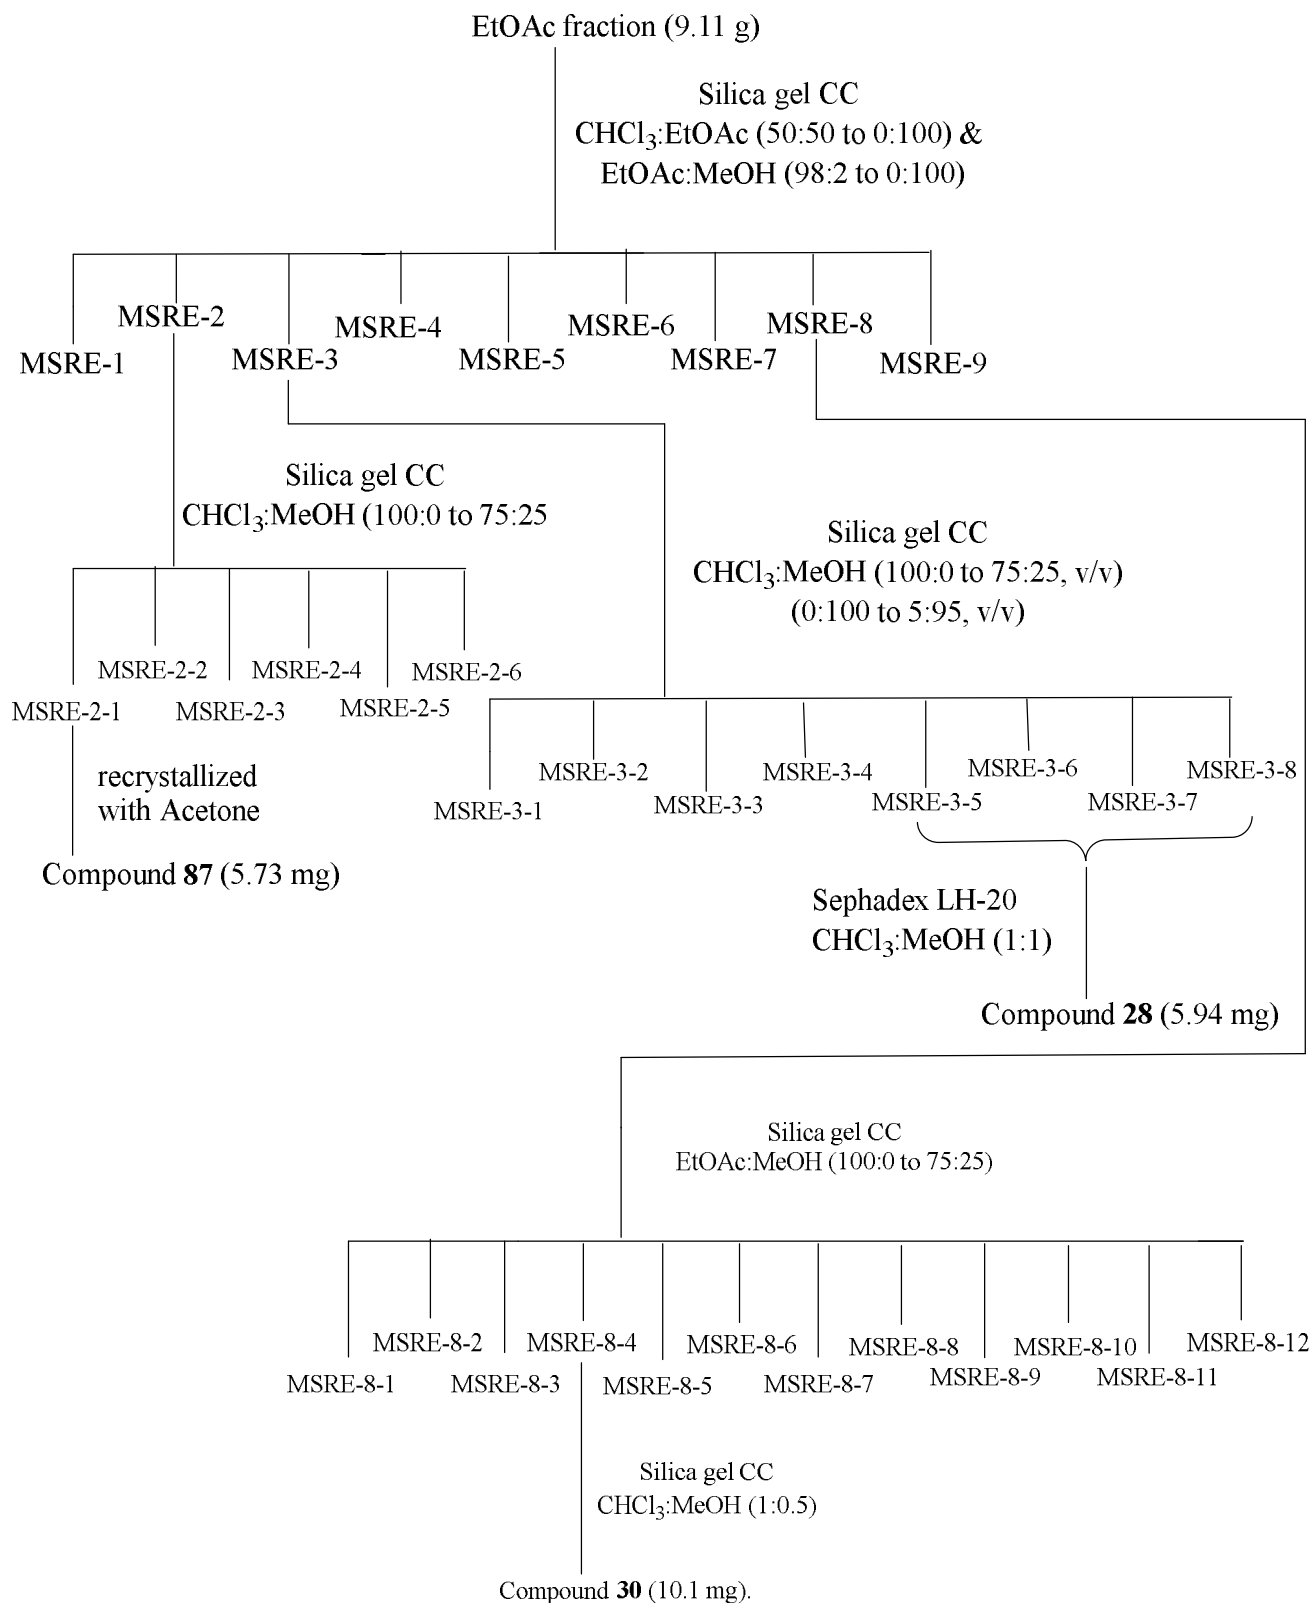 EtOAc fraction (9.11 g)
Silica gel CC
CHCl3:EtOAc (50:50 to 0:100) &
EtOAc:MeOH (98:2 to 0:100)
MSRE-1
MSRE-2
MSRE-3
MSRE-4
MSRE-5
MSRE-6
MSRE-7
MSRE-8
MSRE-9
Silica gel CC
CHCl3:MeOH (100:0 to 75:25
Silica gel CC
CHCl3:MeOH (100:0 to 75:25, v/v)
(0:100 to 5:95, v/v)
MSRE-2-1
MSRE-2-2
MSRE-2-3
MSRE-2-4
MSRE-2-5
MSRE-2-6
recrystallized
with Acetone
Compound 87 (5.73 mg)
MSRE-3-1
MSRE-3-2
MSRE-3-3
MSRE-3-4
MSRE-3-5
MSRE-3-6
MSRE-3-7
MSRE-3-8
Sephadex LH-20
CHCl3:MeOH (1:1)
Compound 28 (5.94 mg)
Silica gel CC
EtOAc:MeOH (100:0 to 75:25)
MSRE-8-1
MSRE-8-2
MSRE-8-3
MSRE-8-4
MSRE-8-5
MSRE-8-6
MSRE-8-7
MSRE-8-8
MSRE-8-9
MSRE-8-10
MSRE-8-11
MSRE-8-12
Silica gel CC
CHCl3:MeOH (1:0.5)
Compound 30 (10.1 mg).